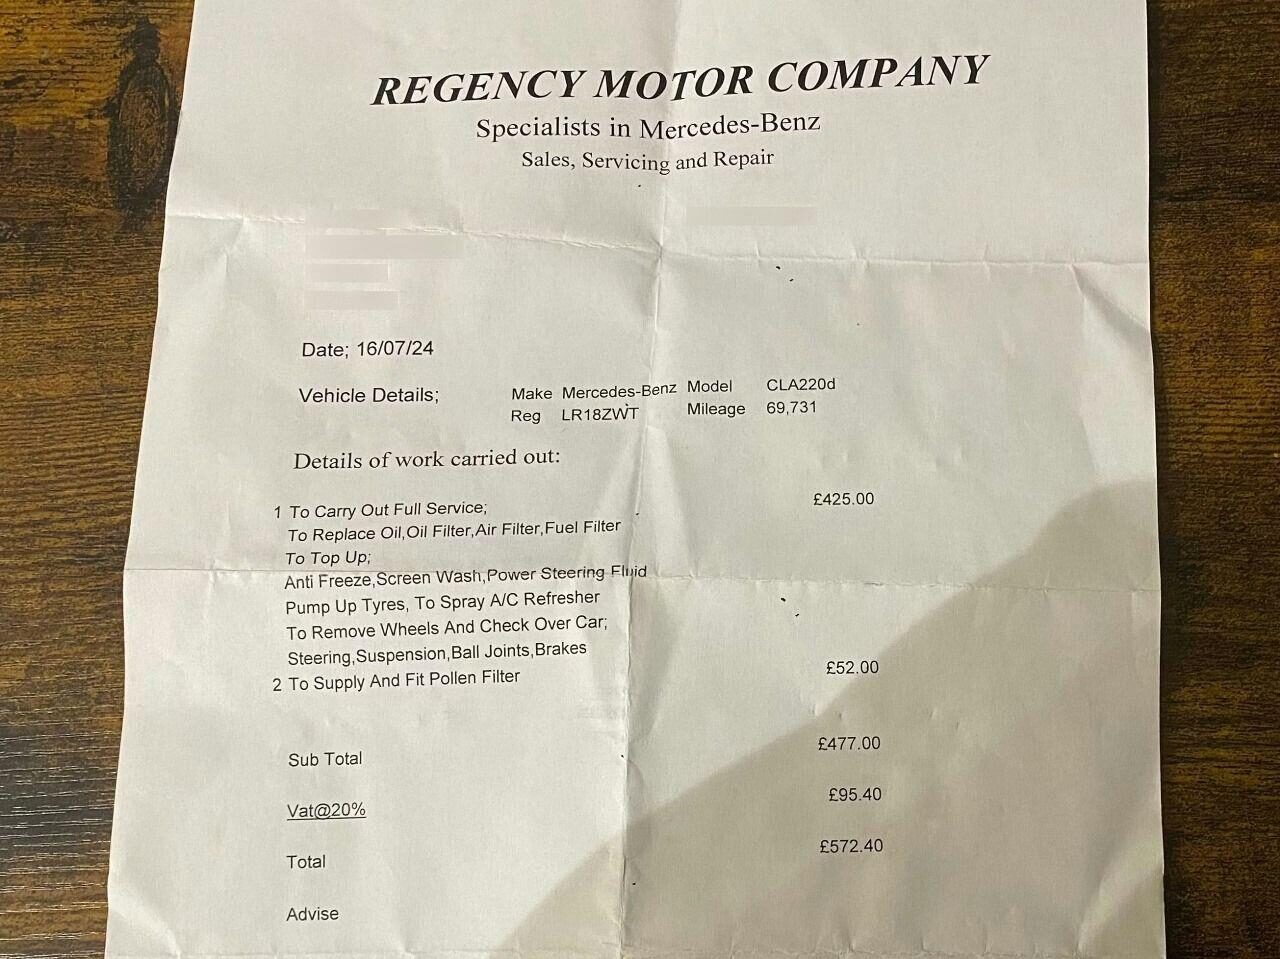 REGENCY MOTOR COMPANY
Specialists in Mercedes-Benz
Sales, Servicing and Repair
Date; 16/07/24
Vehicle Details; Make Mercedes-Benz Model CLA220d
Reg LR18ZWT Mileage 69,731
Details of work carried out:
1 To Carry Out Full Service; £425.00
To Replace Oil,Oil Filter,Air Filter,Fuel Filter
To Top Up;
Anti Freeze,Screen Wash,Power Steering Fluid
Pump Up Tyres, To Spray A/C Refresher
To Remove Wheels And Check Over Car;
Steering,Suspension,Ball Joints,Brakes
2 To Supply And Fit Pollen Filter £52.00
Sub Total £477.00
Vat@20% £95.40
Total £572.40
Advise